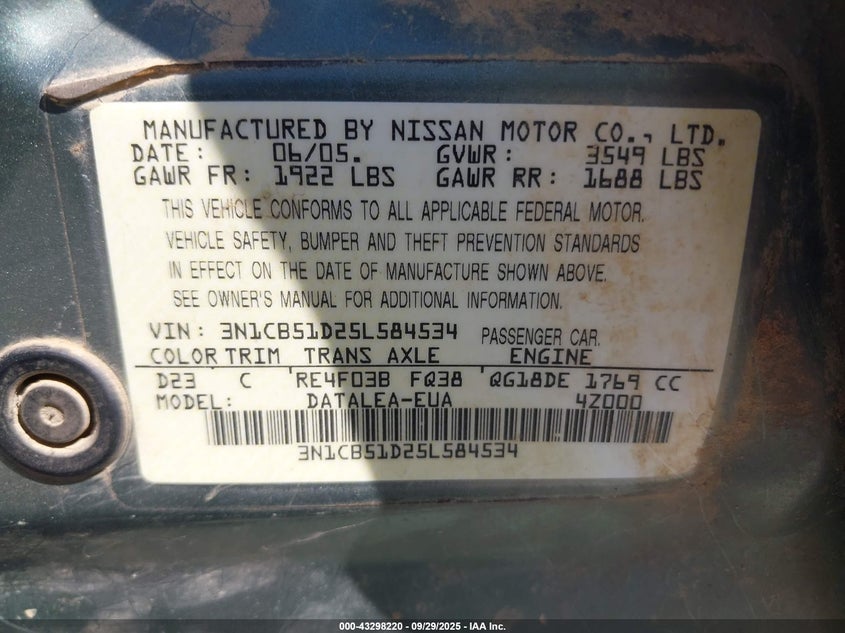 MANUFACTURED BY NISSAN MOTOR CO., LTD.
DATE: 06/05. GVWR: 3549 LBS
GAWR FR: 1922 LBS GAWR RR: 1688 LBS
THIS VEHICLE CONFORMS TO ALL APPLICABLE FEDERAL MOTOR.
VEHICLE SAFETY, BUMPER AND THEFT PREVENTION STANDARDS
IN EFFECT ON THE DATE OF MANUFACTURE SHOWN ABOVE.
SEE OWNER'S MANUAL FOR ADDITIONAL INFORMATION.
VIN: 3N1CB51D25L584534 PASSENGER CAR.
COLOR TRIM TRANS AXLE ENGINE
D23 C RE4F03B FQ38 QG18DE 1769 CC
MODEL: DATALEA-EUA 4Z000
3N1CB51D25L584534
000-43298220 - 09/29/2025 - IAA Inc.